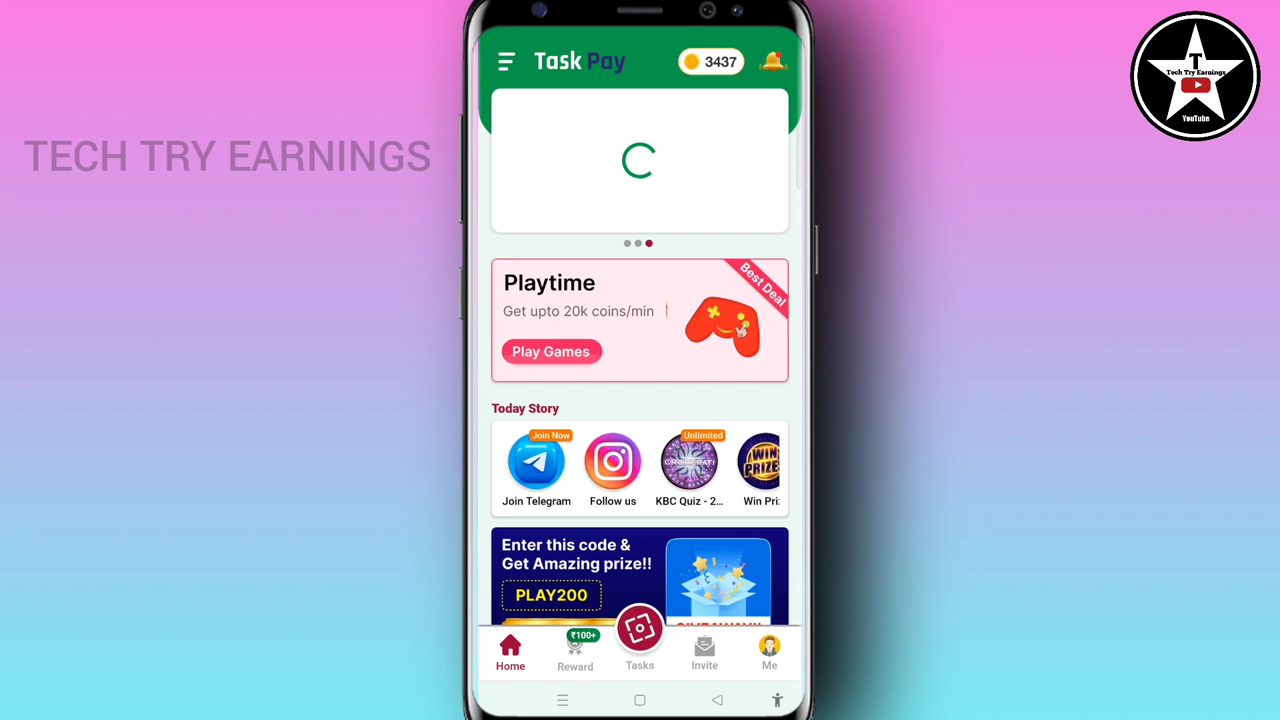 Task Pay
3437
T
Tech Try Earnings
YouTube
TECH TRY EARNINGS
Best Deal
Playtime
Get upto 20k coins/min
Play Games
Today Story
Join Now
Unlimited
WIN
PRIZE
Join Telegram
Follow us
KBC Quiz - 2...
Win Pri
Enter this code &
Get Amazing prize!!
PLAY200
₹100+
Home
Reward
Tasks
Invite
Me